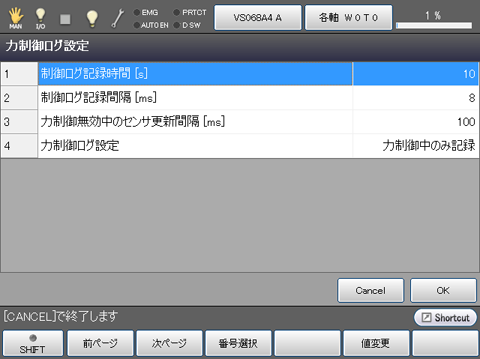 MAN I/O EMG PRTCT AUTO EN D SW VS068A4 A 各軸 W0T0 1 %
力制御ログ設定
1 制御ログ記録時間 [s] 10
2 制御ログ記録間隔 [ms] 8
3 力制御無効中のセンサ更新間隔 [ms] 100
4 力制御ログ設定 力制御中のみ記録
Cancel OK
[CANCEL]で終了します Shortcut
SHIFT 前ページ 次ページ 番号選択 値変更